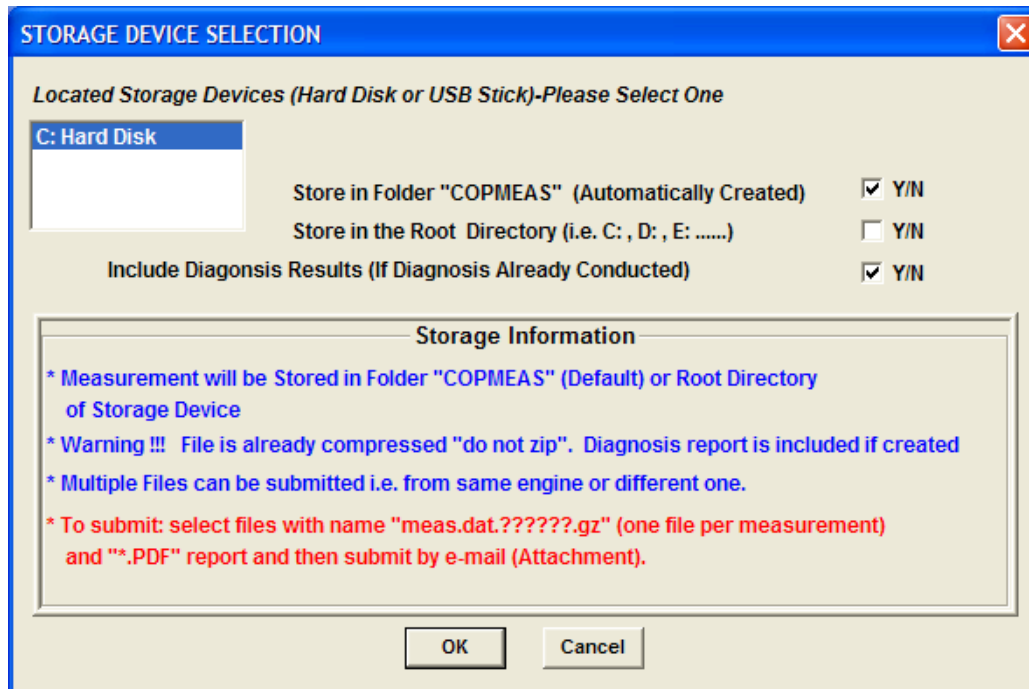 STORAGE DEVICE SELECTION
Located Storage Devices (Hard Disk or USB Stick)-Please Select One
C: Hard Disk
Store in Folder "COPMEAS" (Automatically Created) Y/N
Store in the Root Directory (i.e. C: , D: , E: ......) Y/N
Include Diagonsis Results (If Diagnosis Already Conducted) Y/N
Storage Information
* Measurement will be Stored in Folder "COPMEAS" (Default) or Root Directory
of Storage Device
* Warning !!! File is already compressed "do not zip". Diagnosis report is included if created
* Multiple Files can be submitted i.e. from same engine or different one.
* To submit: select files with name "meas.dat.??????.gz" (one file per measurement)
and "*.PDF" report and then submit by e-mail (Attachment).
OK Cancel